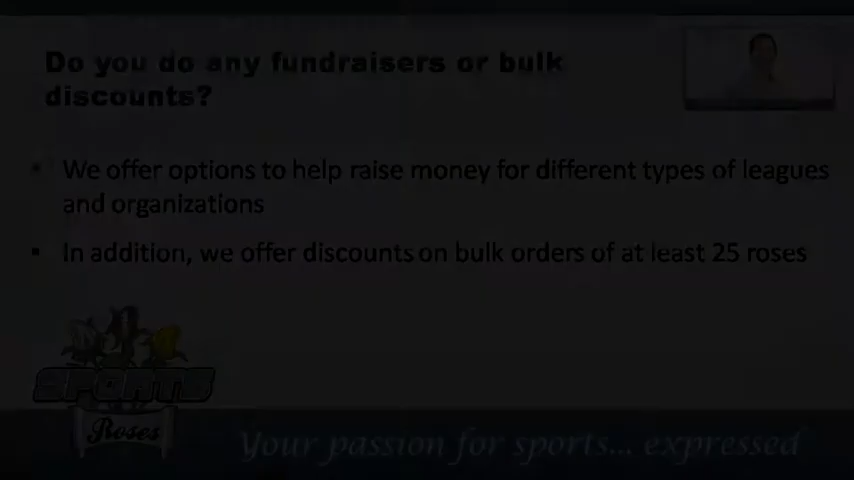 Do you do any fundraisers or bulk
discounts?
▪ We offer options to help raise money for different types of leagues
and organizations
▪ In addition, we offer discounts on bulk orders of at least 25 roses
SPORTS
Roses
Your passion for sports... expressed